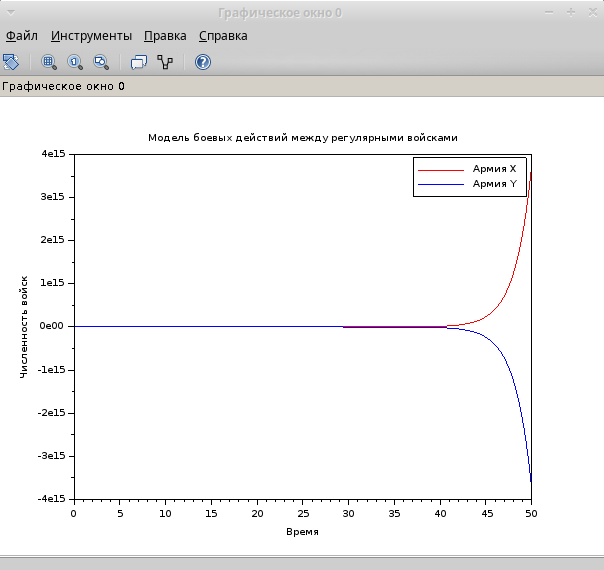 Графическое окно 0
Файл Инструменты Правка Справка
Графическое окно 0
Модель боевых действий между регулярными войсками
Армия X
Армия Y
4e15
3e15
2e15
1e15
0e00
-1e15
-2e15
-3e15
-4e15
Численность войск
0 5 10 15 20 25 30 35 40 45 50
Время